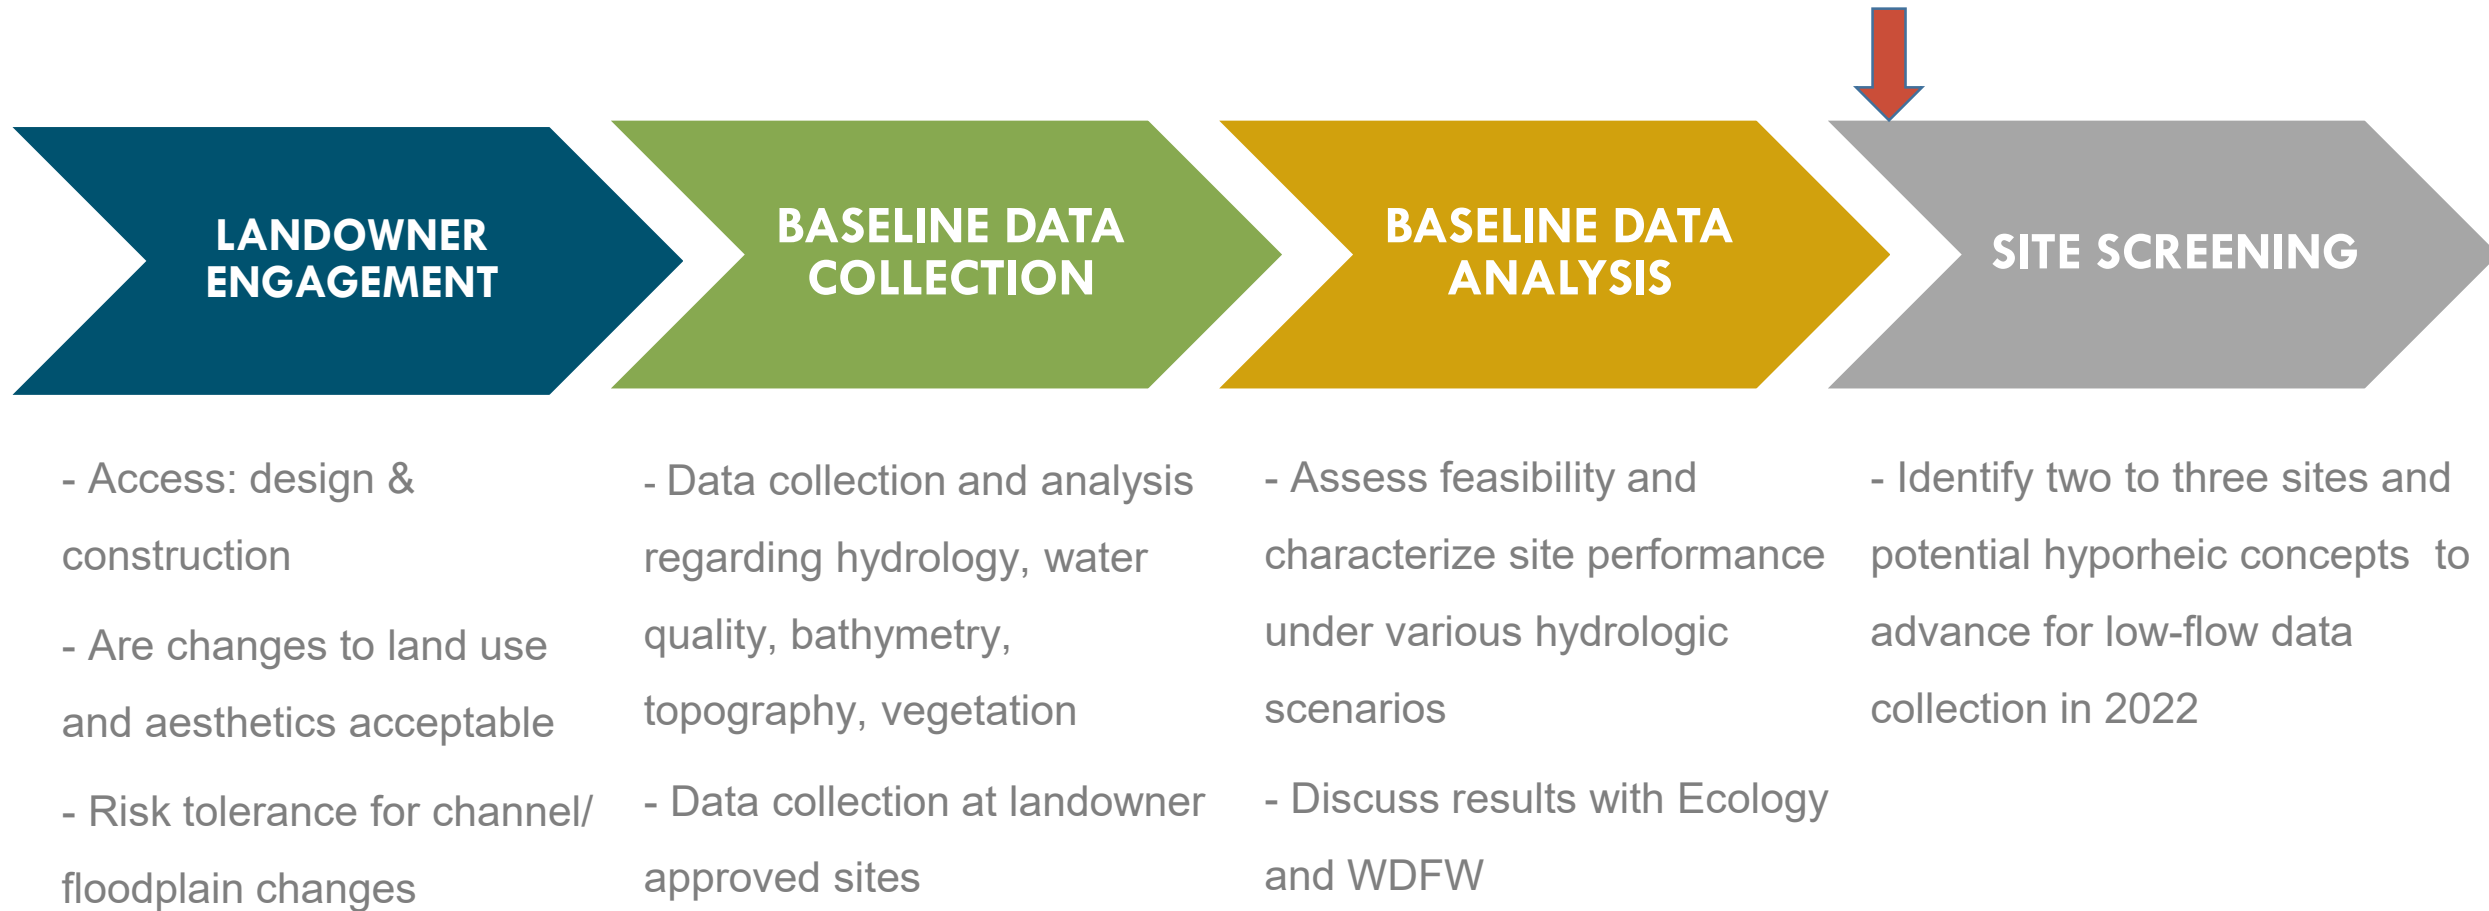 LANDOWNER
ENGAGEMENT
BASELINE DATA
COLLECTION
BASELINE DATA
ANALYSIS
SITE SCREENING
- Access: design &
construction
- Are changes to land use
and aesthetics acceptable
- Risk tolerance for channel/
floodplain changes
- Data collection and analysis
regarding hydrology, water
quality, bathymetry,
topography, vegetation
- Data collection at landowner
approved sites
- Assess feasibility and
characterize site performance
under various hydrologic
scenarios
- Discuss results with Ecology
and WDFW
- Identify two to three sites and
potential hyporheic concepts  to
advance for low-flow data
collection in 2022